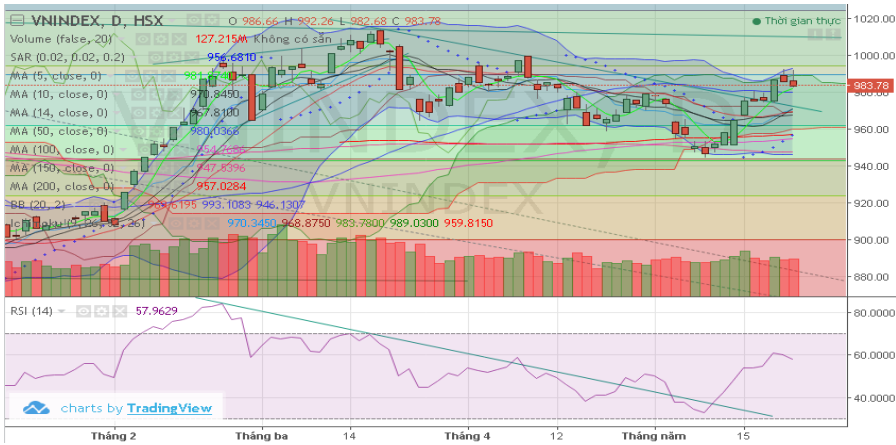 VNINDEX, D, HSX O 986.66 H 992.26 L 982.68 C 983.78
Thời gian thực
Volume (false, 20) 127.215M Không có sẵn
SAR (0.02, 0.02, 0.2) 956.6810
MA (5, close, 0)
MA (10, close, 0) 970.8450
MA (14, close, 0) 967.8100
MA (50, close, 0) 980.0366
MA (100, close, 0)
MA (150, close, 0) 947.5396
MA (200, close, 0) 957.0284
BB (20, 2) 993.1083 946.1307
970.3450 968.8750 983.7800 989.0300 959.8150
VNINDEX
1020.00
1000.00
983.78
980.00
960.00
940.00
920.00
900.00
880.00
RSI (14) 57.9629
80.0000
60.0000
40.0000
charts by TradingView
Tháng 2 Tháng ba 14 Tháng 4 12 Tháng năm 15